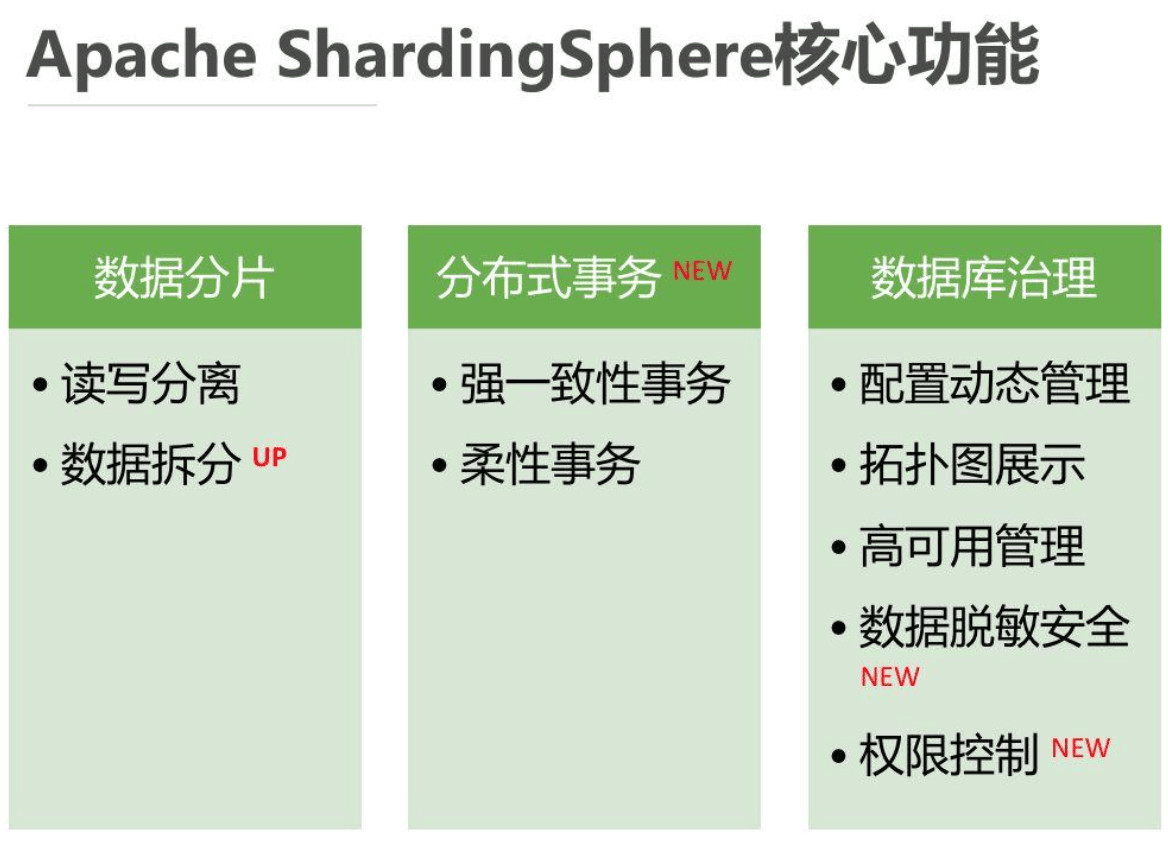 Apache ShardingSphere核心功能
数据分片
• 读写分离
• 数据拆分 UP
分布式事务 NEW
• 强一致性事务
• 柔性事务
数据库治理
• 配置动态管理
• 拓扑图展示
• 高可用管理
• 数据脱敏安全
NEW
• 权限控制 NEW